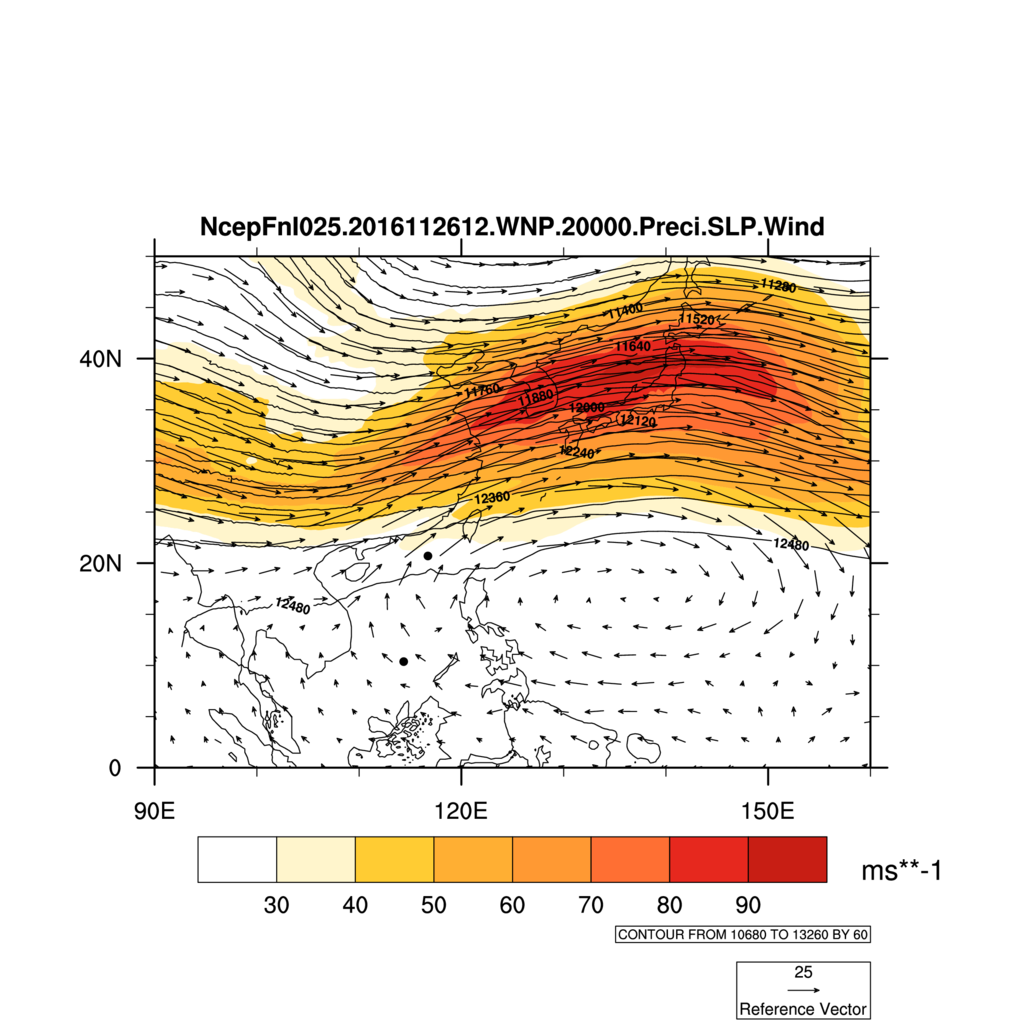 NcepFnl025.2016112612.WNP.20000.Preci.SLP.Wind
11280
11400
11520
40N
11640
11760
11880
12000
12120
12240
12360
12480
20N
12480
0
90E
120E
150E
ms**-1
30 40 50 60 70 80 90
CONTOUR FROM 10680 TO 13260 BY 60
25
Reference Vector